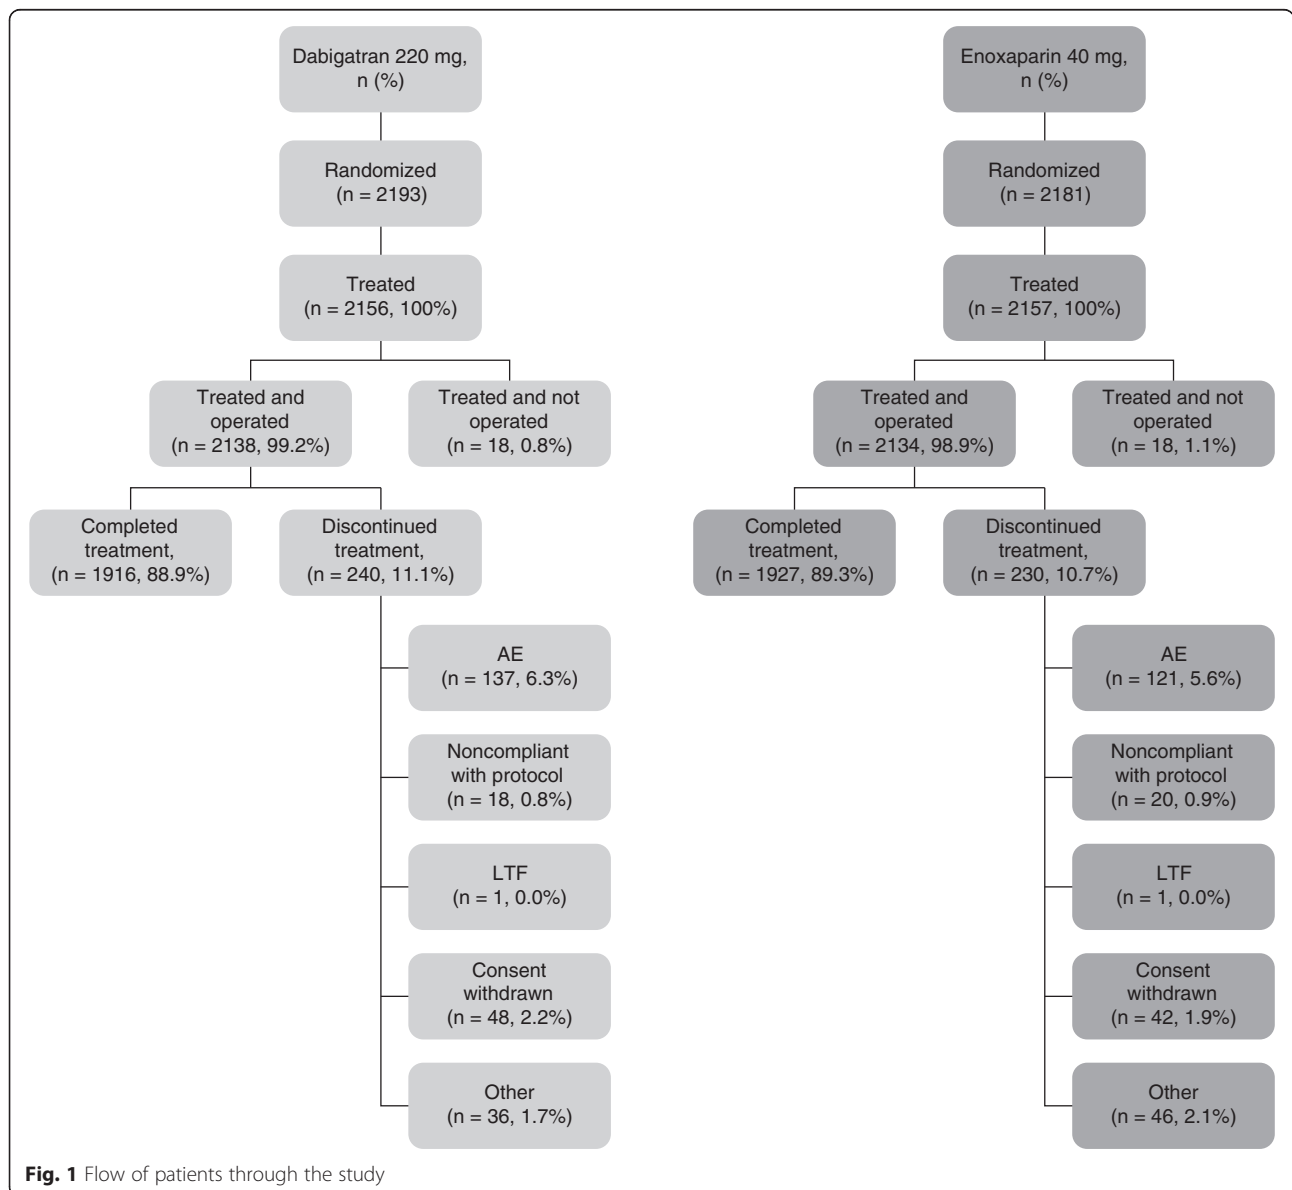 Dabigatran 220 mg,
n (%)
Randomized
(n = 2193)
Treated
(n = 2156, 100%)
Treated and
operated
(n = 2138, 99.2%)
Treated and not
operated
(n = 18, 0.8%)
Completed
treatment,
(n = 1916, 88.9%)
Discontinued
treatment,
(n = 240, 11.1%)
AE
(n = 137, 6.3%)
Noncompliant
with protocol
(n = 18, 0.8%)
LTF
(n = 1, 0.0%)
Consent
withdrawn
(n = 48, 2.2%)
Other
(n = 36, 1.7%)
Enoxaparin 40 mg,
n (%)
Randomized
(n = 2181)
Treated
(n = 2157, 100%)
Treated and
operated
(n = 2134, 98.9%)
Treated and not
operated
(n = 18, 1.1%)
Completed
treatment,
(n = 1927, 89.3%)
Discontinued
treatment,
(n = 230, 10.7%)
AE
(n = 121, 5.6%)
Noncompliant
with protocol
(n = 20, 0.9%)
LTF
(n = 1, 0.0%)
Consent
withdrawn
(n = 42, 1.9%)
Other
(n = 46, 2.1%)
Fig. 1 Flow of patients through the study